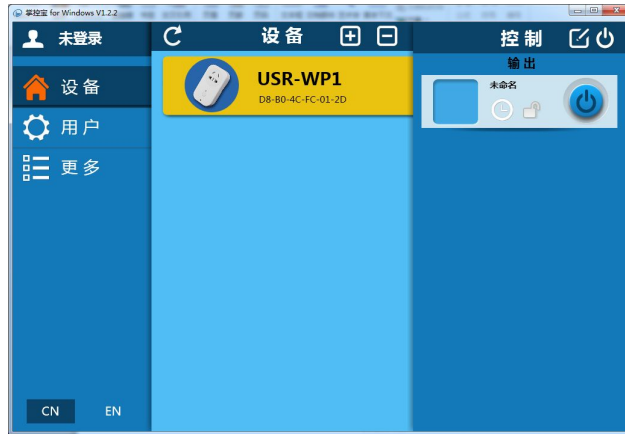 掌控宝 for Windows V1.2.2
未登录
设备
用户
更多
CN EN
设备
USR-WP1
D8-B0-4C-FC-01-2D
控制
输出
未命名